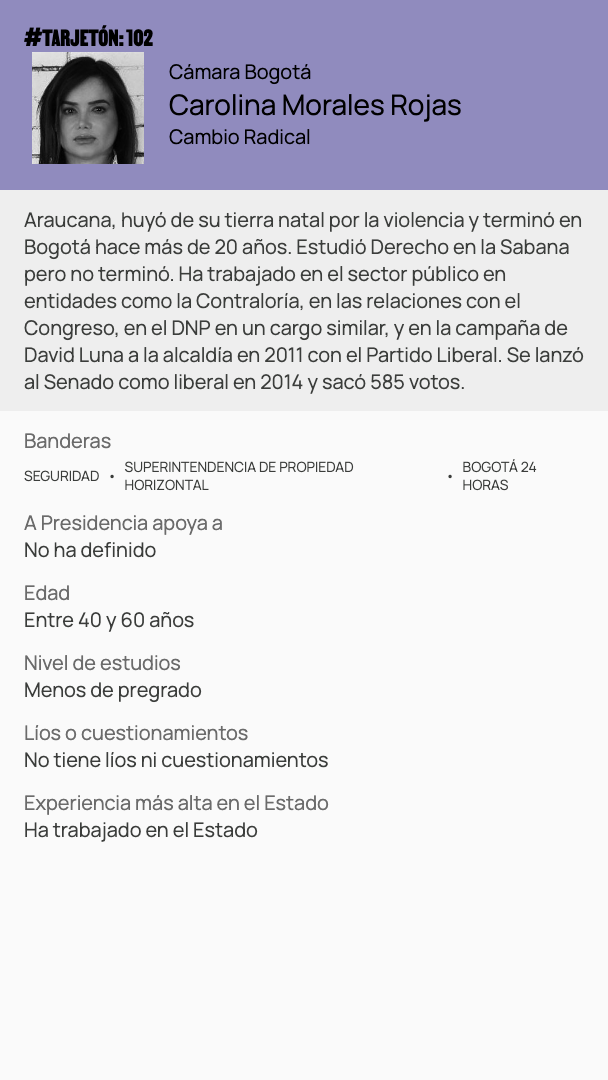 #TARJETÓN: 102
Cámara Bogotá
Carolina Morales Rojas
Cambio Radical
Araucana, huyó de su tierra natal por la violencia y terminó en
Bogotá hace más de 20 años. Estudió Derecho en la Sabana
pero no terminó. Ha trabajado en el sector público en
entidades como la Contraloría, en las relaciones con el
Congreso, en el DNP en un cargo similar, y en la campaña de
David Luna a la alcaldía en 2011 con el Partido Liberal. Se lanzó
al Senado como liberal en 2014 y sacó 585 votos.
Banderas
SEGURIDAD • SUPERINTENDENCIA DE PROPIEDAD HORIZONTAL • BOGOTÁ 24 HORAS
A Presidencia apoya a
No ha definido
Edad
Entre 40 y 60 años
Nivel de estudios
Menos de pregrado
Líos o cuestionamientos
No tiene líos ni cuestionamientos
Experiencia más alta en el Estado
Ha trabajado en el Estado